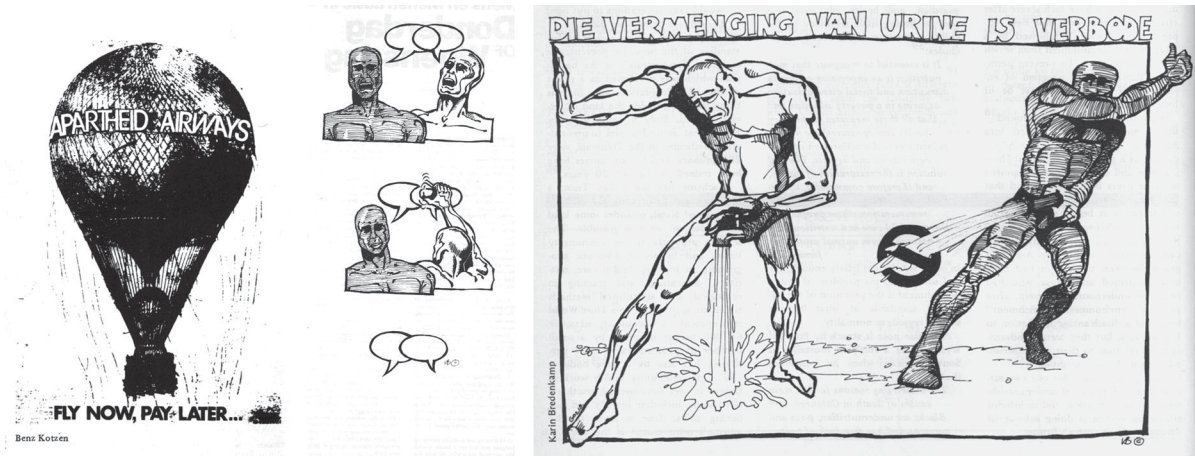 APARTHEID AIRWAYS
FLY NOW, PAY LATER...
Benz Kotzen
DIE VERMENGING VAN URINE IS VERBODE
Karin Bredenkamp